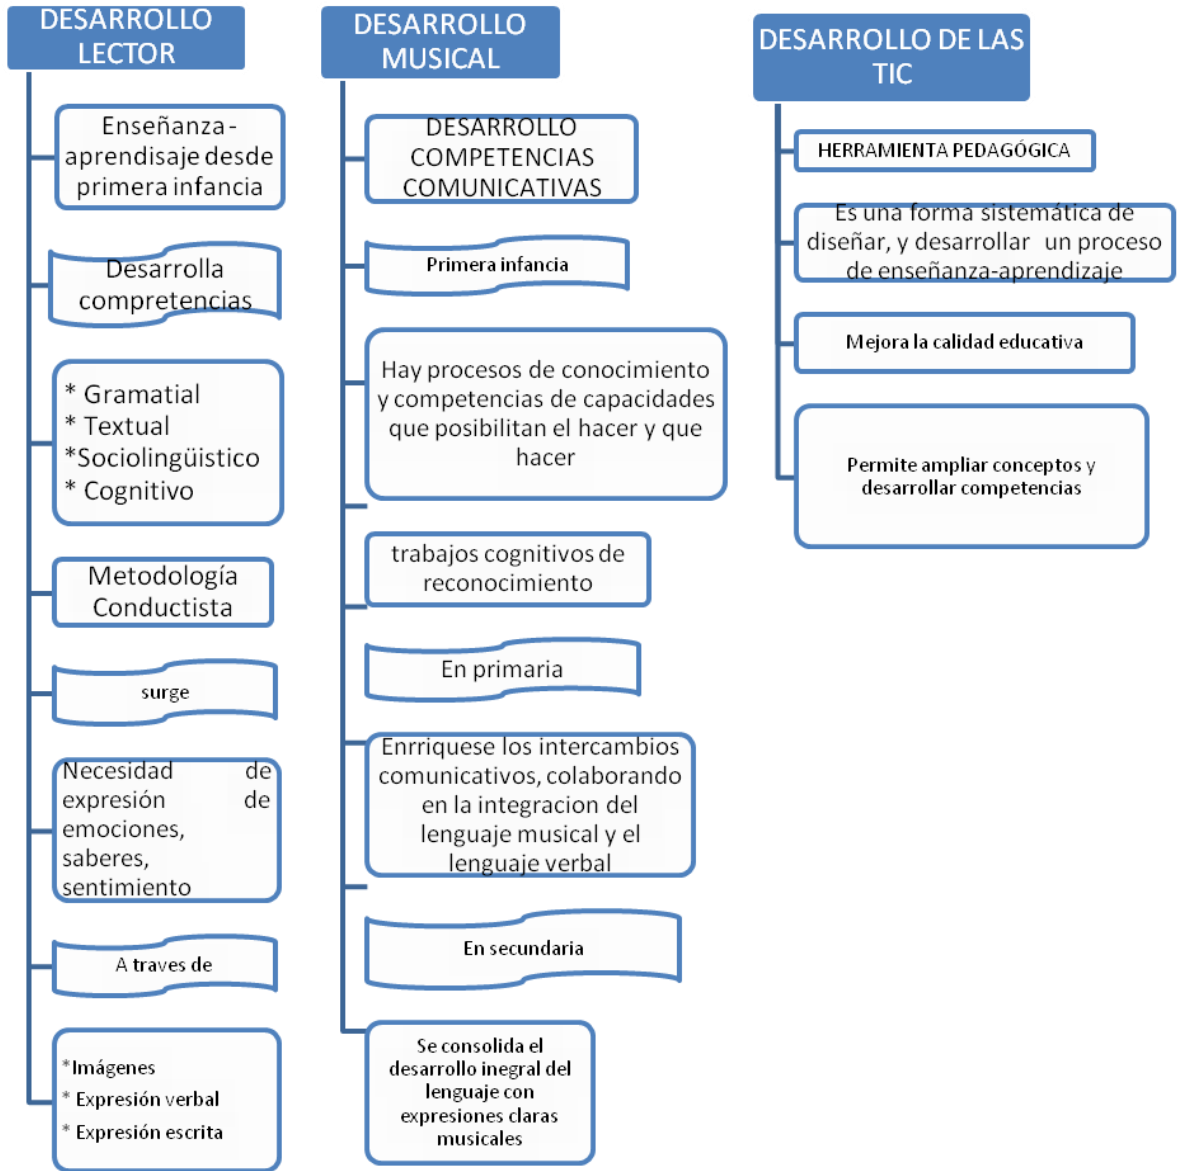 DESARROLLO
LECTOR
Enseñanza-
aprendisaje desde
primera infancia
Desarrolla
compretencias
* Gramatial
* Textual
*Sociolingüistico
* Cognitivo
Metodología
Conductista
surge
Necesidad de
expresión de
emociones,
saberes,
sentimiento
A traves de
*Imágenes
* Expresión verbal
* Expresión escrita
DESARROLLO
MUSICAL
DESARROLLO
COMPETENCIAS
COMUNICATIVAS
Primera infancia
Hay procesos de conocimiento
y competencias de capacidades
que posibilitan el hacer y que
hacer
trabajos cognitivos de
reconocimiento
En primaria
Enrriquese los intercambios
comunicativos, colaborando
en la integracion del
lenguaje musical y el
lenguaje verbal
En secundaria
Se consolida el
desarrollo inegral del
lenguaje con
expresiones claras
musicales
DESARROLLO DE LAS
TIC
HERRAMIENTA PEDAGÓGICA
Es una forma sistemática de
diseñar, y desarrollar un proceso
de enseñanza-aprendizaje
Mejora la calidad educativa
Permite ampliar conceptos y
desarrollar competencias